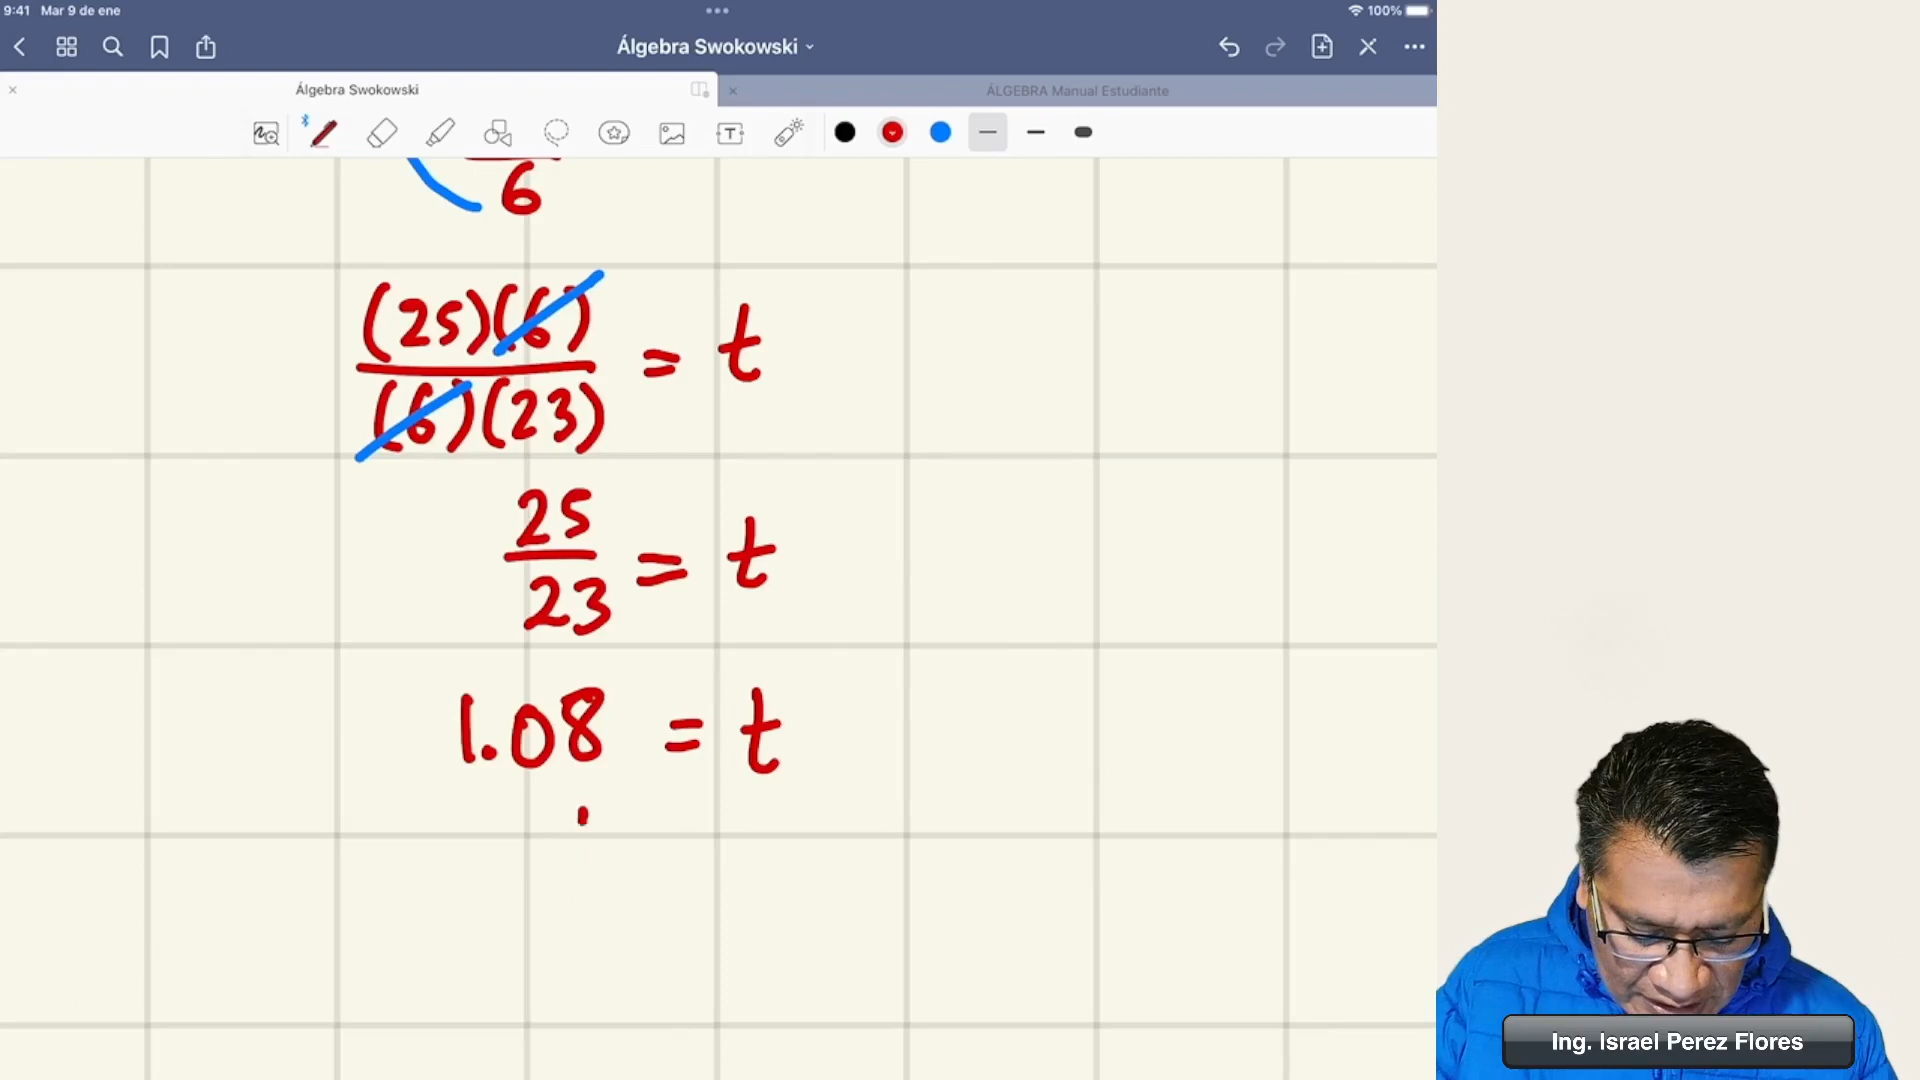 9:41 Mar 9 de ene
100%
Álgebra Swokowski
Álgebra Swokowski
ÁLGEBRA Manual Estudiante
T
6
(25)(6)
= t
(6)(23)
25
= t
23
1.08 = t
Ing. Israel Perez Flores